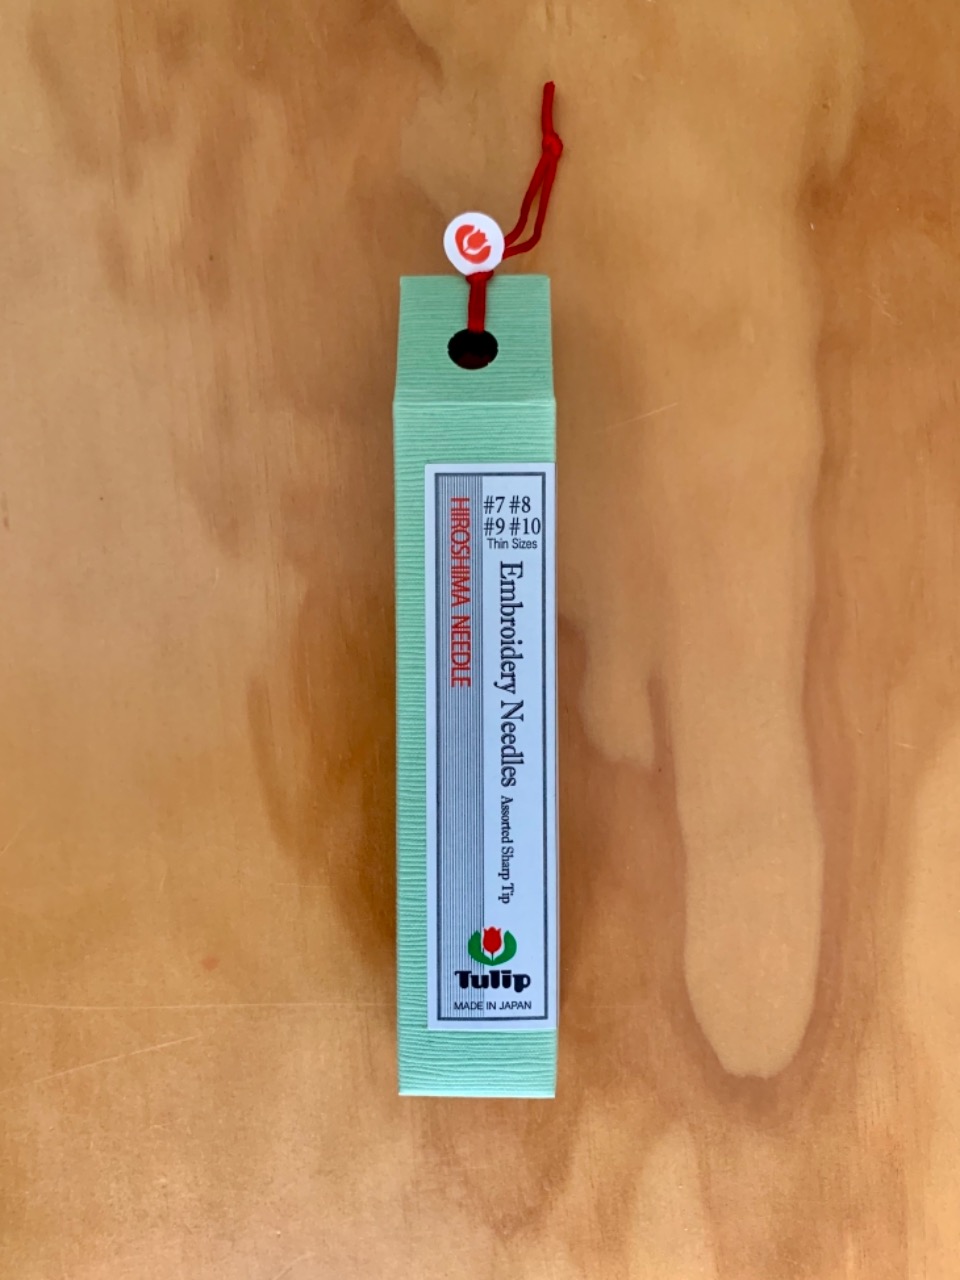 #7 #8
#9 #10
Thin Sizes
Embroidery Needles Assorted Sharp Tip
HIROSHIMA NEEDLE
Tulip
MADE IN JAPAN